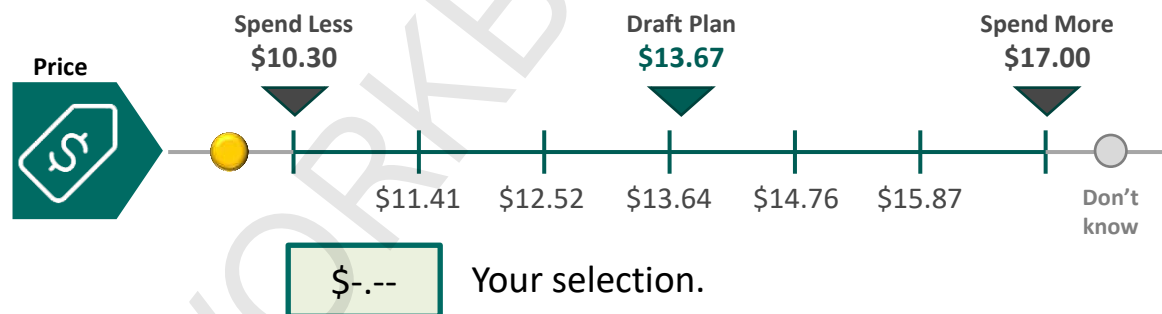 Spend Less
$10.30
Draft Plan
$13.67
Spend More
$17.00
Price
$
$11.41 $12.52 $13.64 $14.76 $15.87
Don't
know
$-.-- Your selection.